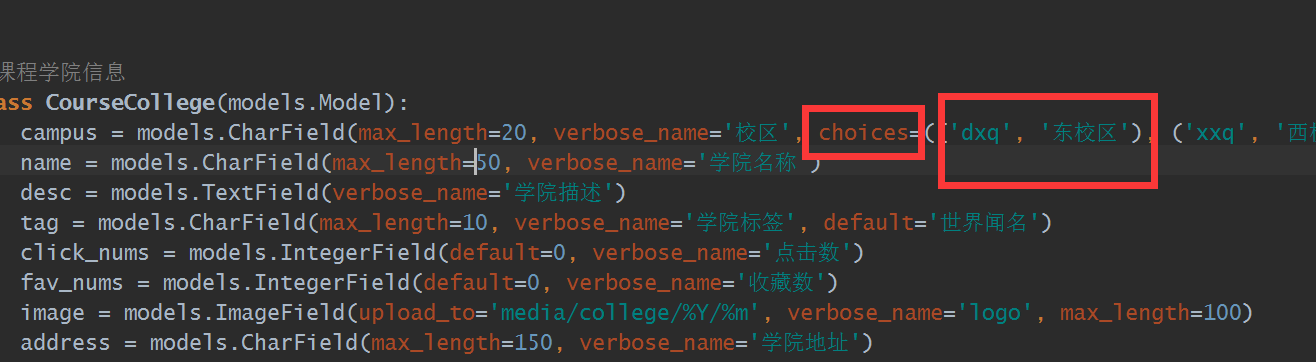 课程学院信息
ass CourseCollege(models.Model):
campus = models.CharField(max_length=20, verbose_name='校区', choices=(('dxq', '东校区'), ('xxq', '西校
name = models.CharField(max_length=50, verbose_name='学院名称')
desc = models.TextField(verbose_name='学院描述')
tag = models.CharField(max_length=10, verbose_name='学院标签', default='世界闻名')
click_nums = models.IntegerField(default=0, verbose_name='点击数')
fav_nums = models.IntegerField(default=0, verbose_name='收藏数')
image = models.ImageField(upload_to='media/college/%Y/%m', verbose_name='logo', max_length=100)
address = models.CharField(max_length=150, verbose_name='学院地址')